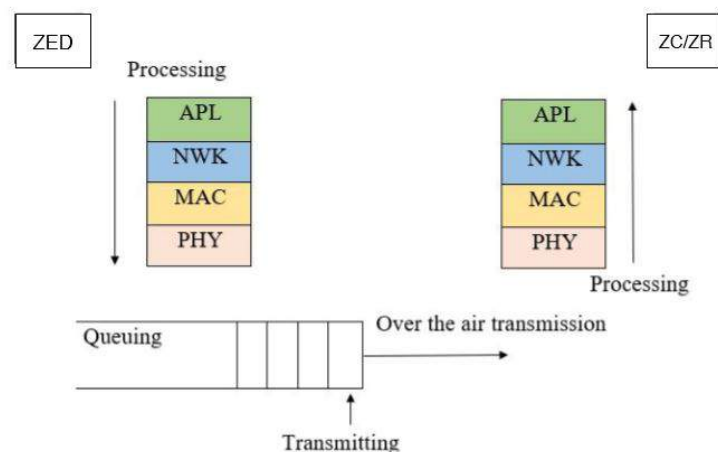 ZED
ZC/ZR
Processing
APL
NWK
MAC
PHY
APL
NWK
MAC
PHY
Processing
Queuing
Over the air transmission
Transmitting